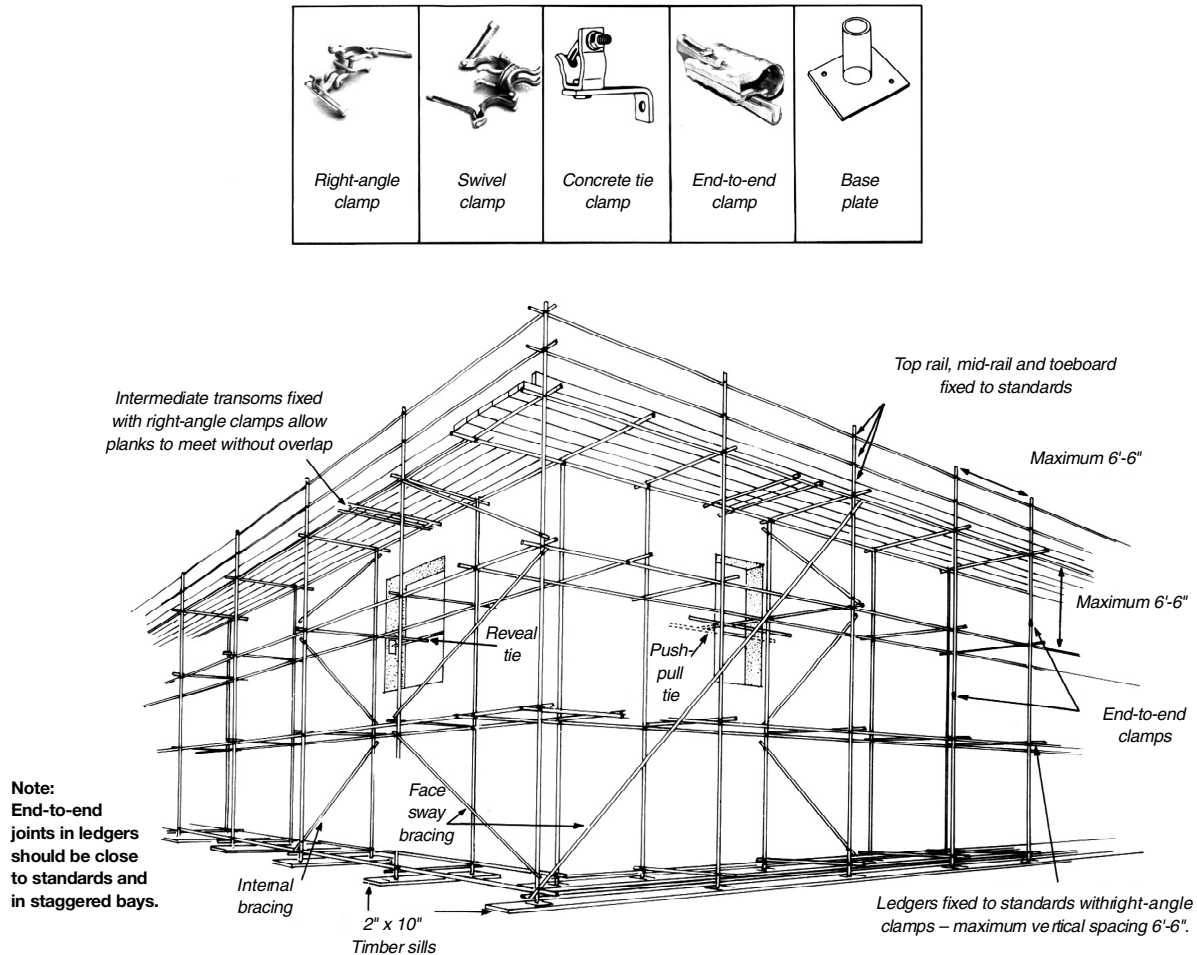 Right-angle
clamp
Swivel
clamp
Concrete tie
clamp
End-to-end
clamp
Base
plate
Top rail, mid-rail and toeboard
fixed to standards
Intermediate transoms fixed
with right-angle clamps allow
planks to meet without overlap
Maximum 6'-6"
Maximum 6'-6"
Reveal
tie
Push-
pull
tie
End-to-end
clamps
Note:
End-to-end
joints in ledgers
should be close
to standards and
in staggered bays.
Face
sway
bracing
Internal
bracing
2" x 10"
Timber sills
Ledgers fixed to standards withright-angle
clamps – maximum vertical spacing 6'-6".